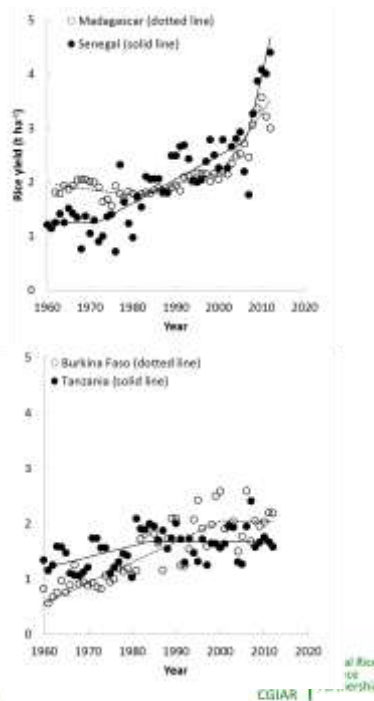 5
○ Madagascar (dotted line)
● Senegal (solid line)
4
3
2
1
0
Rice yield (t ha⁻¹)
1960 1970 1980 1990 2000 2010 2020
Year
5
○ Burkina Faso (dotted line)
● Tanzania (solid line)
4
3
2
1
0
1960 1970 1980 1990 2000 2010 2020
Year
al Rice
CGIAR